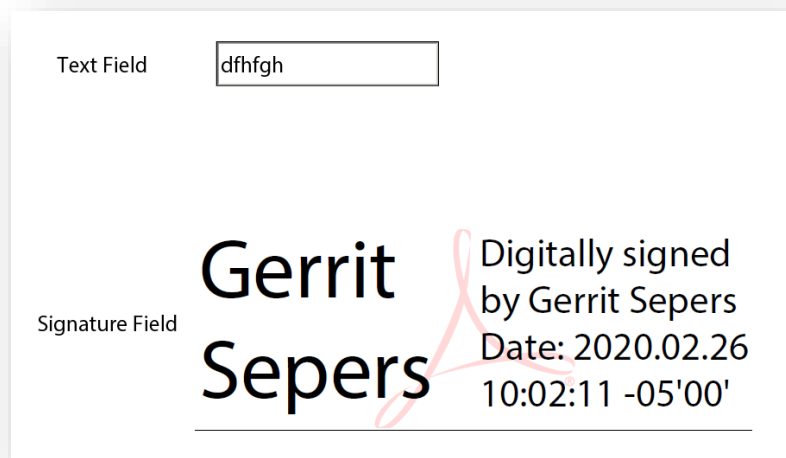 Text Field
dfhfgh
Signature Field
Gerrit
Sepers
Digitally signed
by Gerrit Sepers
Date: 2020.02.26
10:02:11 -05'00'